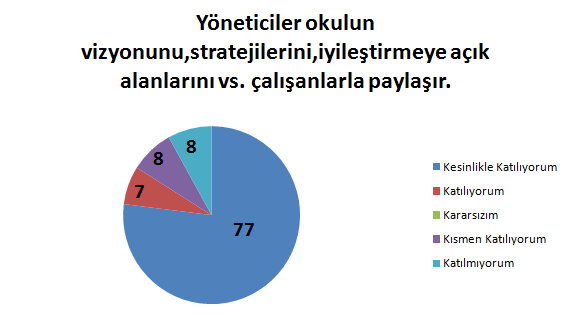 Yöneticiler okulun
vizyonunu,stratejilerini,iyileştirmeye açık
alanlarını vs. çalışanlarla paylaşır.
8
8
7
77
Kesinlikle Katılıyorum
Katılıyorum
Kararsızım
Kısmen Katılıyorum
Katılmıyorum